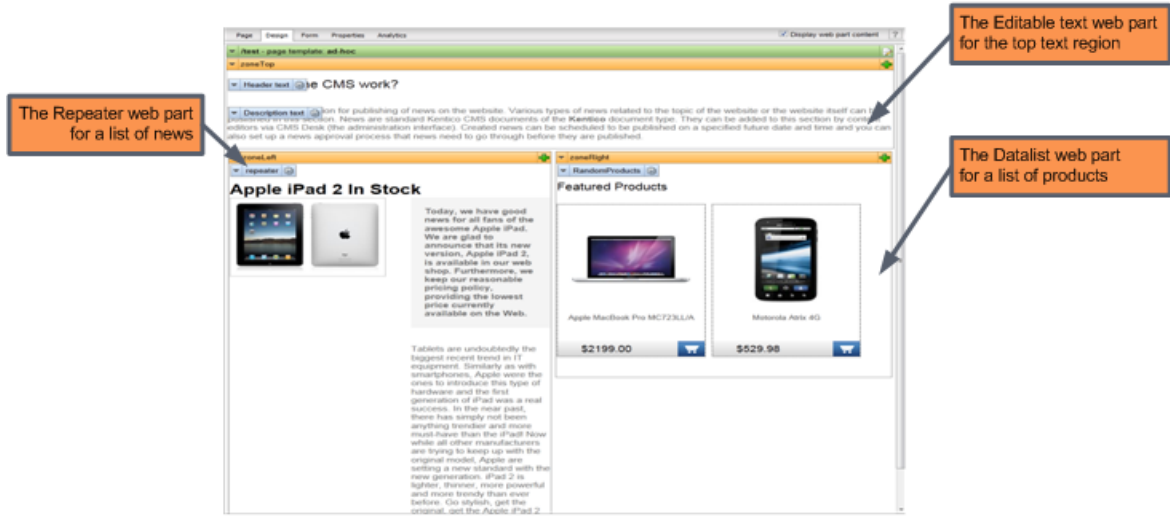 The Editable text web part
for the top text region
Page Design Form Properties Analytics Display web part content ?
/test - page template: ad-hoc
zoneTop
Header text e CMS work?
The Repeater web part
for a list of news
Description text ion for publishing of news on the website. Various types of news related to the topic of the website or the website itself can be
published in this section. News are standard Kentico CMS documents of the Kentico document type. They can be added to this section by content
editors via CMS Desk (the administration interface). Created news can be scheduled to be published on a specified future date and time and you can
also set up a news approval process that news need to go through before they are published.
The Datalist web part
for a list of products
zoneLeft
zoneRight
repeater
RandomProducts
Apple iPad 2 In Stock
Featured Products
Today, we have good
news for all fans of the
awesome Apple iPad.
We are glad to
announce that its new
version, Apple iPad 2,
is available in our web
shop. Furthermore, we
keep our reasonable
pricing policy,
providing the lowest
price currently
available on the Web.
Apple MacBook Pro MC723LL/A
Motorola Atrix 4G
$2199.00
$529.98
Tablets are undoubtedly the
biggest recent trend in IT
equipment. Similarly as with
smartphones, Apple were the
ones to introduce this type of
hardware and the first
generation of iPad was a real
success. In the near past,
there has simply not been
anything trendier and more
must-have than the iPad! Now
while all other manufacturers
are trying to keep up with the
original model, Apple are
setting a new standard with the
new generation. iPad 2 is
lighter, thinner, more powerful
and more trendy than ever
before. Go stylish, get the
original, get the Apple iPad 2